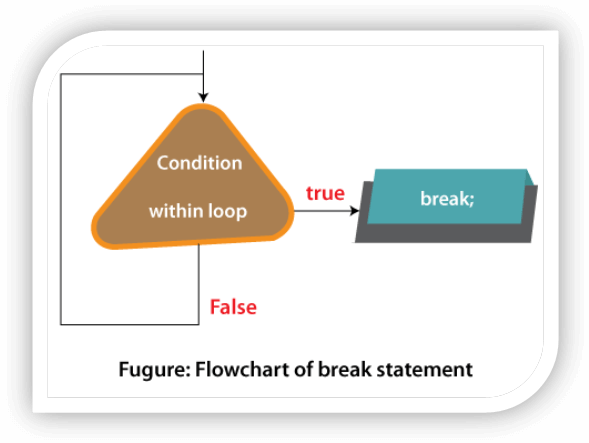 Condition
within loop
true
break;
False
Fugure: Flowchart of break statement